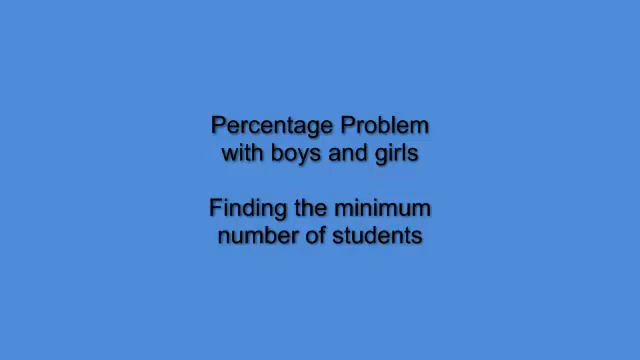 Percentage Problem
with boys and girls
Finding the minimum
number of students